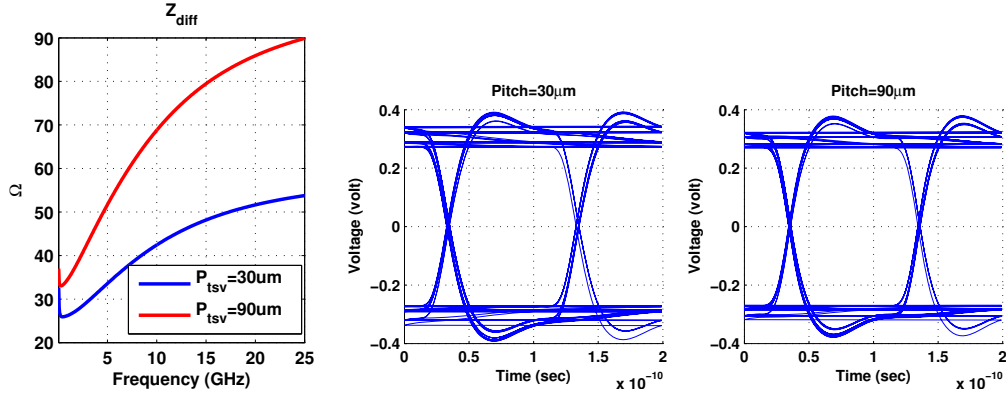 Z_diff
90
80
70
60
50
40
30
20
Ω
5
10
15
20
25
Frequency (GHz)
P_tsv=30um
P_tsv=90um
Pitch=30μm
0.4
0.2
0
−0.2
−0.4
Voltage (volt)
0
0.5
1
1.5
2
x 10^−10
Time (sec)
Pitch=90μm
0.4
0.2
0
−0.2
−0.4
Voltage (volt)
0
0.5
1
1.5
2
x 10^−10
Time (sec)